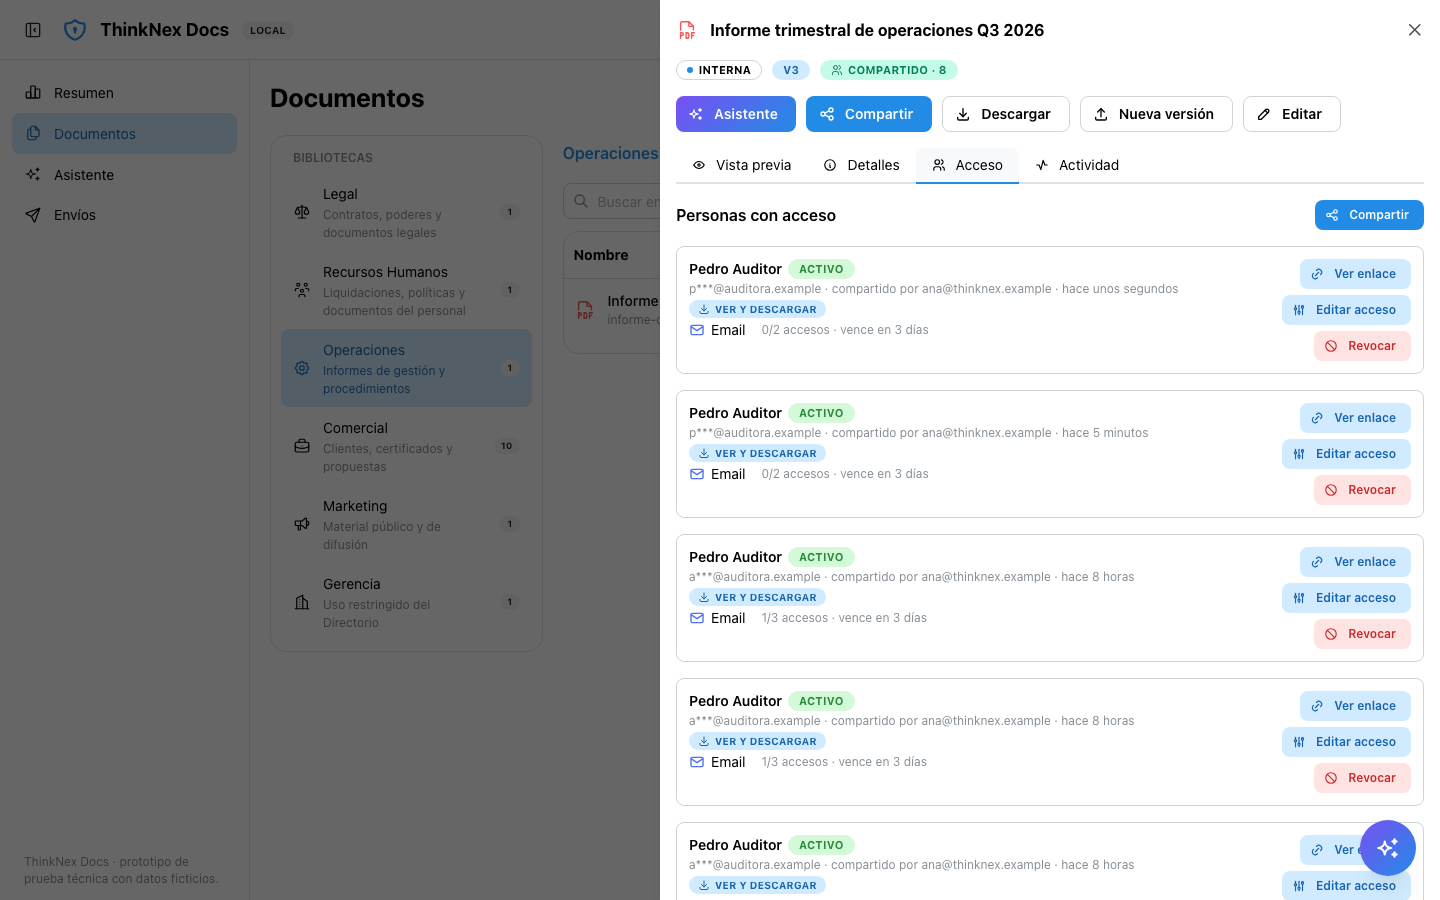 ThinkNex Docs LOCAL
Resumen
Documentos
Asistente
Envíos
ThinkNex Docs · prototipo de
prueba técnica con datos ficticios.
Documentos
BIBLIOTECAS
Legal
Contratos, poderes y
documentos legales
1
Recursos Humanos
Liquidaciones, políticas y
documentos del personal
1
Operaciones
Informes de gestión y
procedimientos
1
Comercial
Clientes, certificados y
propuestas
10
Marketing
Material público y de
difusión
1
Gerencia
Uso restringido del
Directorio
1
Operaciones
Buscar en
Nombre
PDF
Informe
PDF Informe trimestral de operaciones Q3 2026
INTERNA V3 COMPARTIDO · 8
Asistente Compartir Descargar Nueva versión Editar
Vista previa Detalles Acceso Actividad
Personas con acceso Compartir
Pedro Auditor ACTIVO
p***@auditora.example · compartido por ana@thinknex.example · hace unos segundos
VER Y DESCARGAR
Email 0/2 accesos · vence en 3 días
Ver enlace
Editar acceso
Revocar
Pedro Auditor ACTIVO
p***@auditora.example · compartido por ana@thinknex.example · hace 5 minutos
VER Y DESCARGAR
Email 0/2 accesos · vence en 3 días
Ver enlace
Editar acceso
Revocar
Pedro Auditor ACTIVO
a***@auditora.example · compartido por ana@thinknex.example · hace 8 horas
VER Y DESCARGAR
Email 1/3 accesos · vence en 3 días
Ver enlace
Editar acceso
Revocar
Pedro Auditor ACTIVO
a***@auditora.example · compartido por ana@thinknex.example · hace 8 horas
VER Y DESCARGAR
Email 1/3 accesos · vence en 3 días
Ver enlace
Editar acceso
Revocar
Pedro Auditor ACTIVO
a***@auditora.example · compartido por ana@thinknex.example · hace 8 horas
VER Y DESCARGAR
Ver
Editar acceso